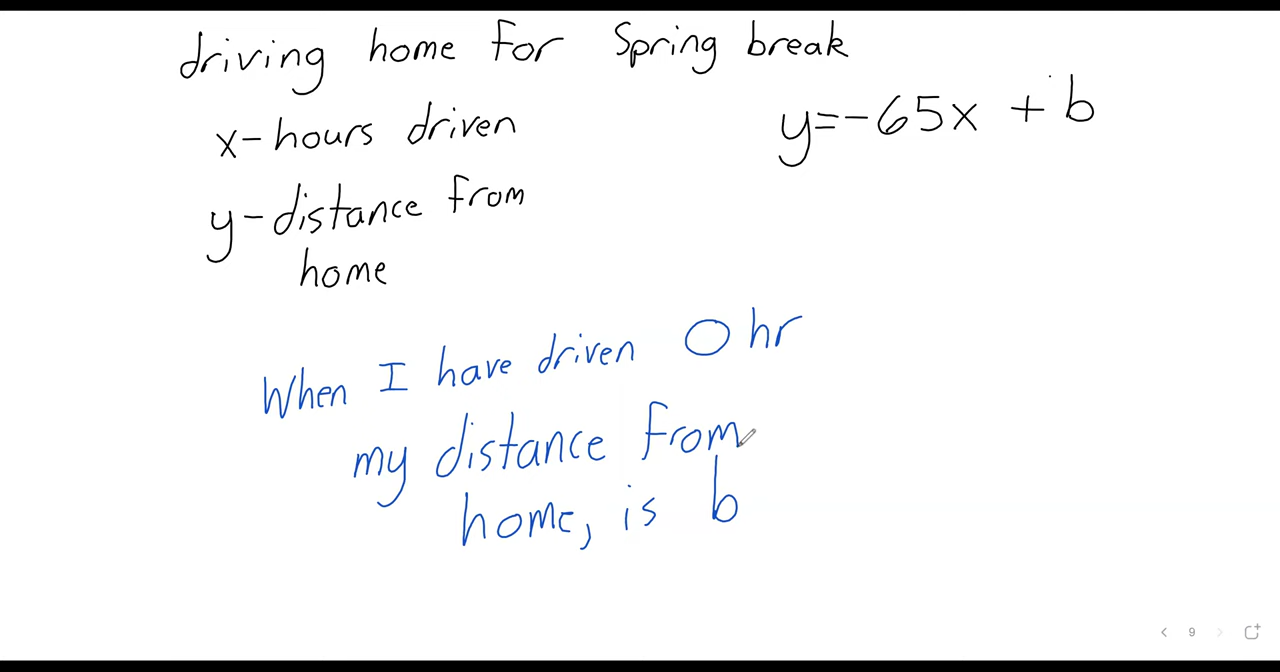 driving home for Spring break
x-hours driven
y=-65x + b
y-distance from
home
When I have driven 0 hr
my distance from
home, is b
9